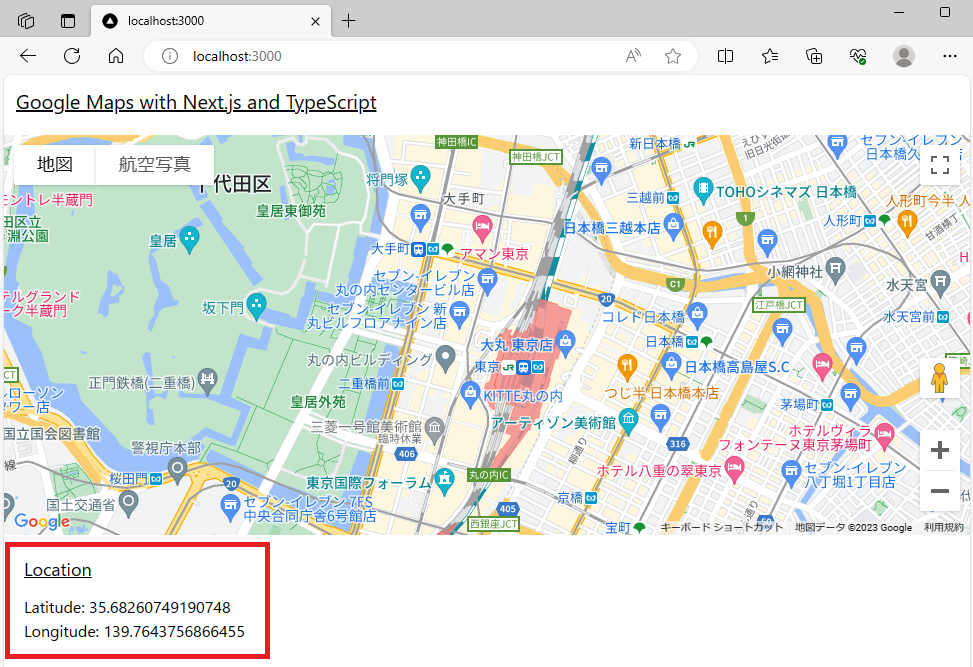 localhost:3000
localhost:3000
Google Maps with Next.js and TypeScript
地図
航空写真
神田橋IC
神田橋JCT
新日本橋
セブン-イレブン
千代田区
将門塚
大手町
三越前
TOHOシネマズ 日本橋
皇居東御苑
日本橋三越本店
人形町
人形町今半 人
皇居
大手町
アマン東京
甘酒横丁
セブン-イレブン
丸の内センタービル店
小網神社
水天宮
C1
坂下門
セブン-イレブン 新
丸ビルフロアナイン店
20
コレド日本橋
江戸橋JCT
水天宮前
大丸 東京店
日本橋
丸の内ビルディング
東京
日本橋高島屋S.C
正門鉄橋(二重橋)
二重橋前
KITTE丸の内
つじ半 日本橋本店
皇居外苑
茅場町
三菱一号館美術館
臨時休業
アーティゾン美術館
国立国会図書館
406
316
ホテルヴィラ
フォンテーヌ東京茅場町
警視庁本部
桜田門
丸の内IC
ホテル八重の翠東京
セブン-イレブン
八丁堀1丁目店
東京国際フォーラム
20
国土交通省
セブン-イレブン 7FS
中央合同庁舎6号館店
405
京橋
西銀座JCT
宝町
Google
キーボード ショートカット
地図データ ©2023 Google
利用規約
Location
Latitude: 35.68260749190748
Longitude: 139.7643756866455